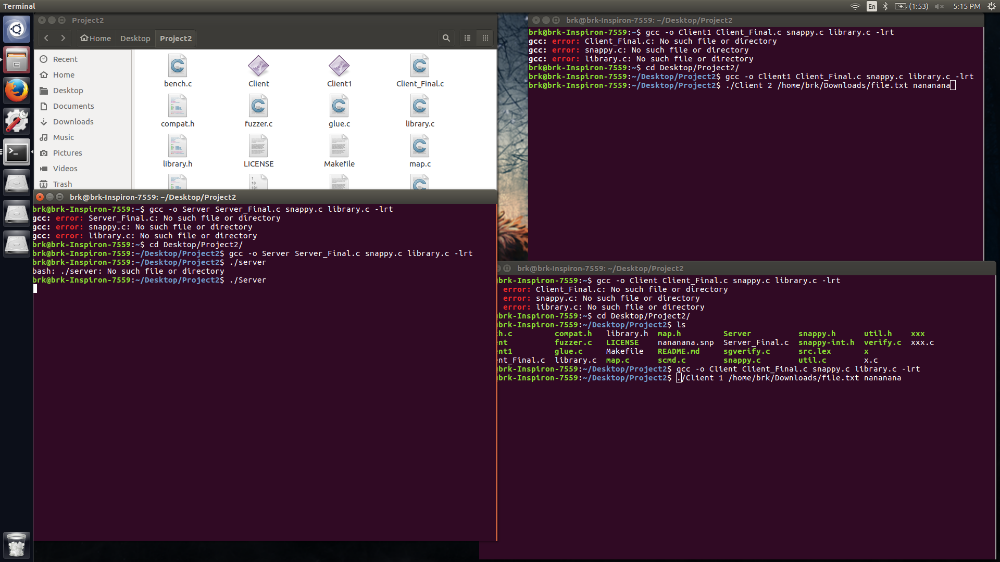 Terminal
En
(1:53)
5:15 PM
Project2
Home
Desktop
Project2
Recent
Home
Desktop
Documents
Downloads
Music
Pictures
Videos
Trash
bench.c
Client
Client1
Client_Final.c
compat.h
fuzzer.c
glue.c
library.c
library.h
LICENSE
Makefile
map.c
1
10
101
brk@brk-Inspiron-7559: ~/Desktop/Project2
brk@brk-Inspiron-7559:~$ gcc -o Client1 Client_Final.c snappy.c library.c -lrt
gcc: error: Client_Final.c: No such file or directory
gcc: error: snappy.c: No such file or directory
gcc: error: library.c: No such file or directory
brk@brk-Inspiron-7559:~$ cd Desktop/Project2/
brk@brk-Inspiron-7559:~/Desktop/Project2$ gcc -o Client1 Client_Final.c snappy.c library.c -lrt
brk@brk-Inspiron-7559:~/Desktop/Project2$ ./Client 2 /home/brk/Downloads/file.txt nananana
brk@brk-Inspiron-7559: ~/Desktop/Project2
brk@brk-Inspiron-7559:~$ gcc -o Server Server_Final.c snappy.c library.c -lrt
gcc: error: Server_Final.c: No such file or directory
gcc: error: snappy.c: No such file or directory
gcc: error: library.c: No such file or directory
brk@brk-Inspiron-7559:~$ cd Desktop/Project2/
brk@brk-Inspiron-7559:~/Desktop/Project2$ gcc -o Server Server_Final.c snappy.c library.c -lrt
brk@brk-Inspiron-7559:~/Desktop/Project2$ ./server
bash: ./server: No such file or directory
brk@brk-Inspiron-7559:~/Desktop/Project2$ ./Server
brk@brk-Inspiron-7559: ~/Desktop/Project2
brk-Inspiron-7559:~$ gcc -o Client Client_Final.c snappy.c library.c -lrt
error: Client_Final.c: No such file or directory
error: snappy.c: No such file or directory
error: library.c: No such file or directory
brk-Inspiron-7559:~$ cd Desktop/Project2/
brk-Inspiron-7559:~/Desktop/Project2$ ls
h.c compat.h library.h map.h Server snappy.h util.h xxx
nt fuzzer.c LICENSE nananana.snp Server_Final.c snappy-int.h verify.c xxx.c
nt1 glue.c Makefile README.md sgverify.c src.lex x
nt_Final.c library.c map.c scmd.c snappy.c util.c x.c
brk-Inspiron-7559:~/Desktop/Project2$ gcc -o Client Client_Final.c snappy.c library.c -lrt
brk-Inspiron-7559:~/Desktop/Project2$ ./Client 1 /home/brk/Downloads/file.txt nananana